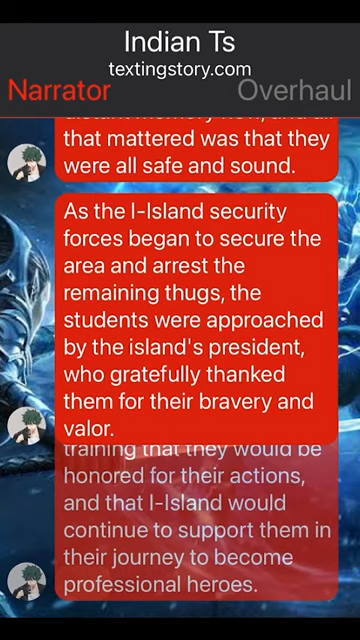 Indian Ts
textingstory.com
Narrator
Overhaul
that mattered was that they
were all safe and sound.
As the I-Island security
forces began to secure the
area and arrest the
remaining thugs, the
students were approached
by the island's president,
who gratefully thanked
them for their bravery and
valor.
training that they would be
honored for their actions,
and that I-Island would
continue to support them in
their journey to become
professional heroes.